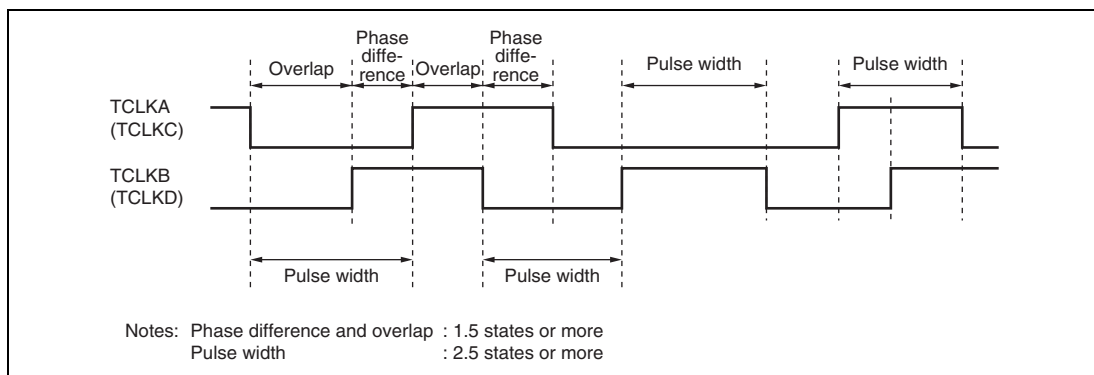 Phase
diffe-
rence
Phase
diffe-
rence
Overlap
Overlap
Pulse width
Pulse width
TCLKA
(TCLKC)
TCLKB
(TCLKD)
Pulse width
Pulse width
Notes: Phase difference and overlap : 1.5 states or more
Pulse width : 2.5 states or more